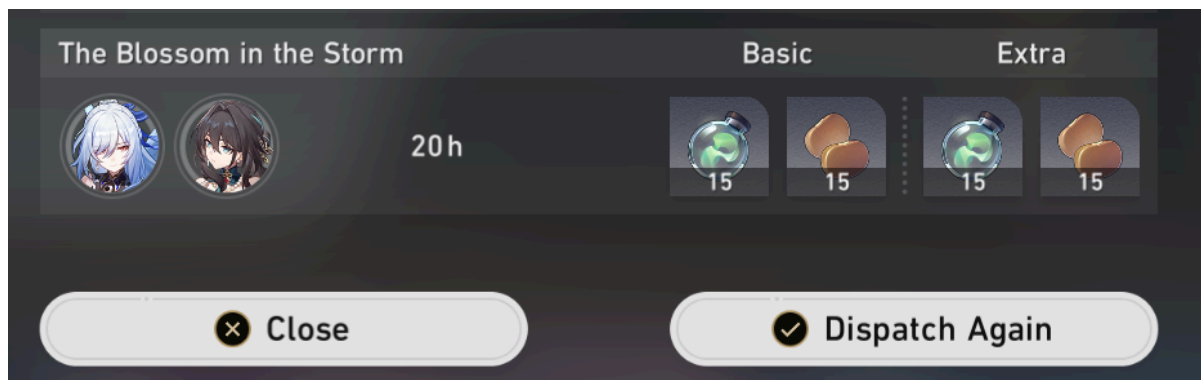 The Blossom in the Storm Basic Extra
20h 15 15 15 15
Close Dispatch Again